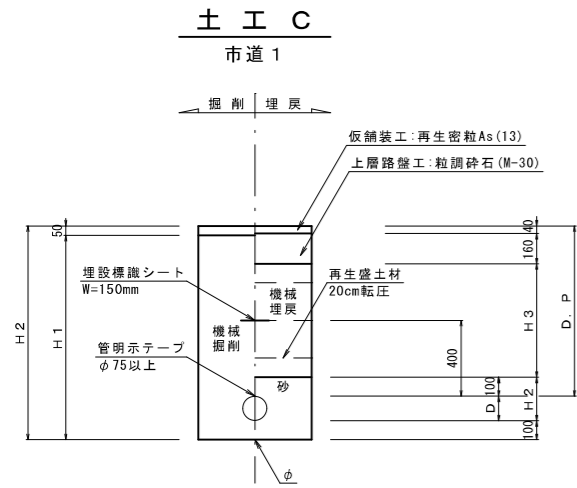 土工C
市道1
掘削 埋戻
仮舗装工:再生密粒As(13)
上層路盤工:粒調砕石(M-30)
50
40
160
埋設標識シート
W=150mm
再生盛土材
20cm転圧
機械
埋戻
機械
掘削
H2
H1
H3
D.P
400
管明示テープ
φ75以上
砂
100
D
H2
100
φ